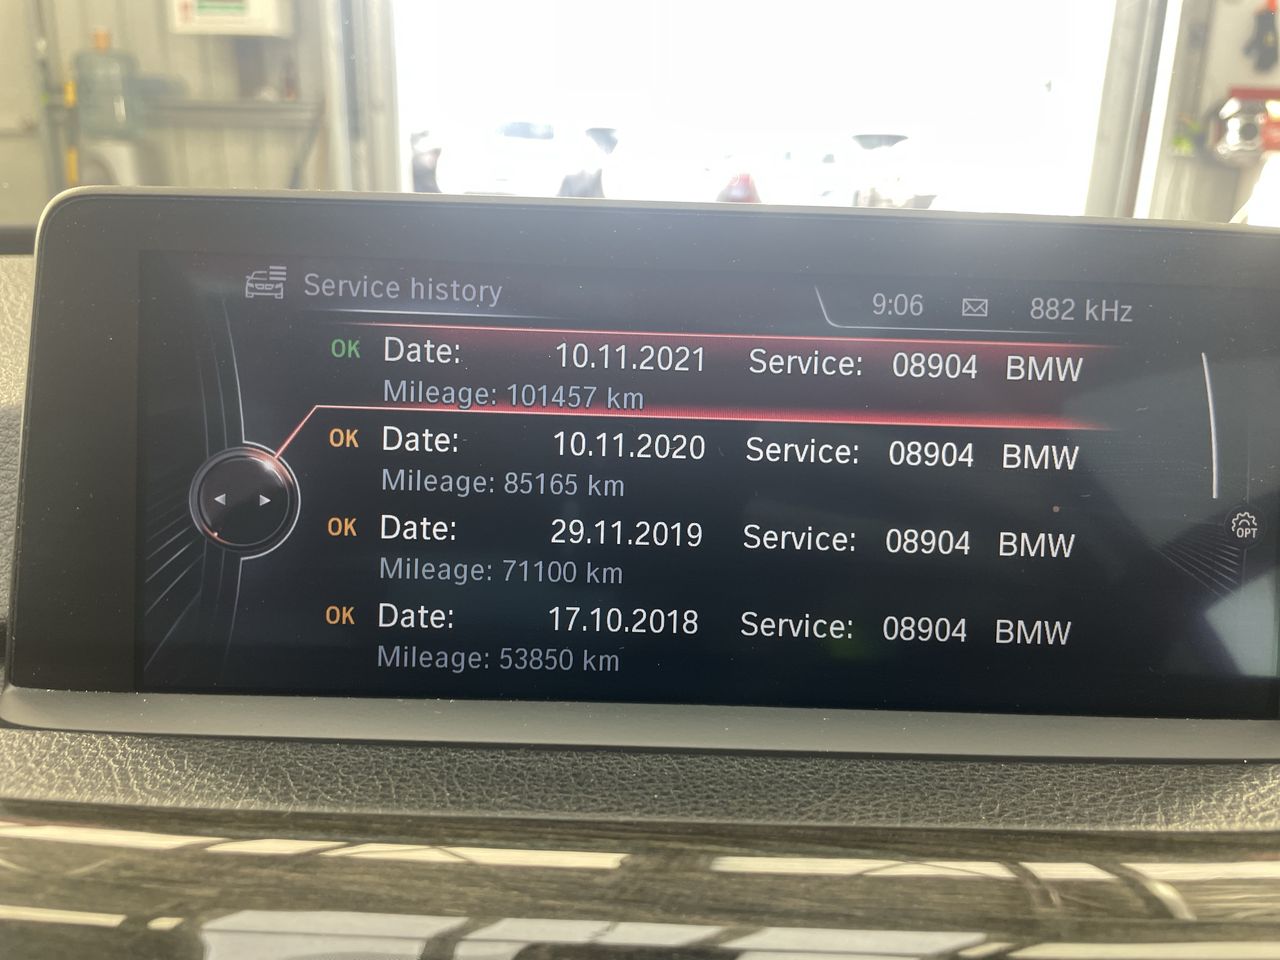 Service history
9:06 882 kHz
OK Date: 10.11.2021 Service: 08904 BMW
Mileage: 101457 km
OK Date: 10.11.2020 Service: 08904 BMW
Mileage: 85165 km
OK Date: 29.11.2019 Service: 08904 BMW
Mileage: 71100 km
OK Date: 17.10.2018 Service: 08904 BMW
Mileage: 53850 km
OPT